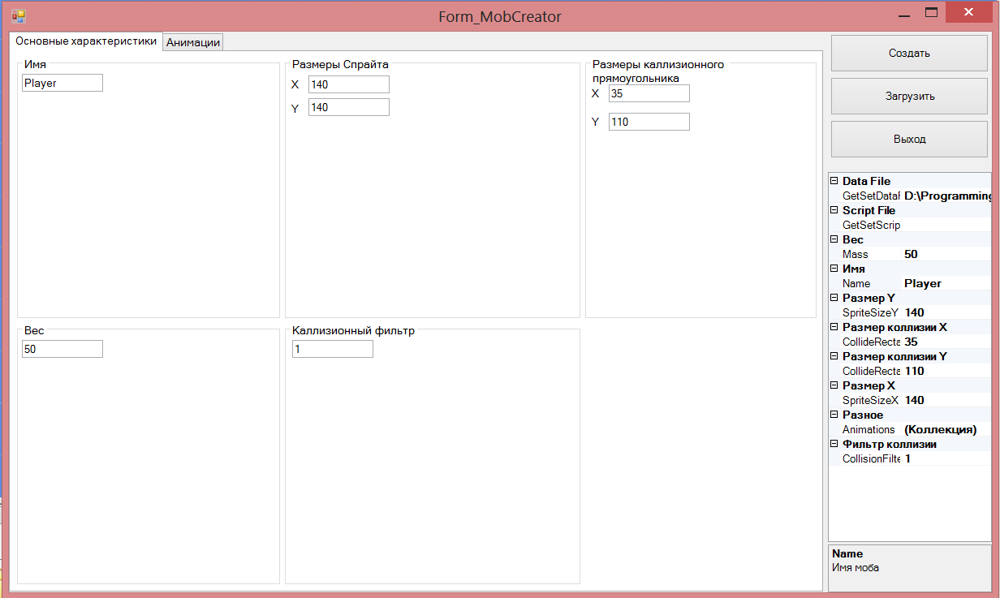 Form_MobCreator
Основные характеристики
Анимации
Имя
Player
Размеры Спрайта
X 140
Y 140
Размеры каллизионного
прямоугольника
X 35
Y 110
Вес
50
Каллизионный фильтр
1
Создать
Загрузить
Выход
Data File
GetSetDataF D:\Programming
Script File
GetSetScrip
Вес
Mass 50
Имя
Name Player
Размер Y
SpriteSizeY 140
Размер коллизии X
CollideRecta 35
Размер коллизии Y
CollideRecta 110
Размер X
SpriteSizeX 140
Разное
Animations (Коллекция)
Фильтр коллизии
CollisionFilte 1
Name
Имя моба